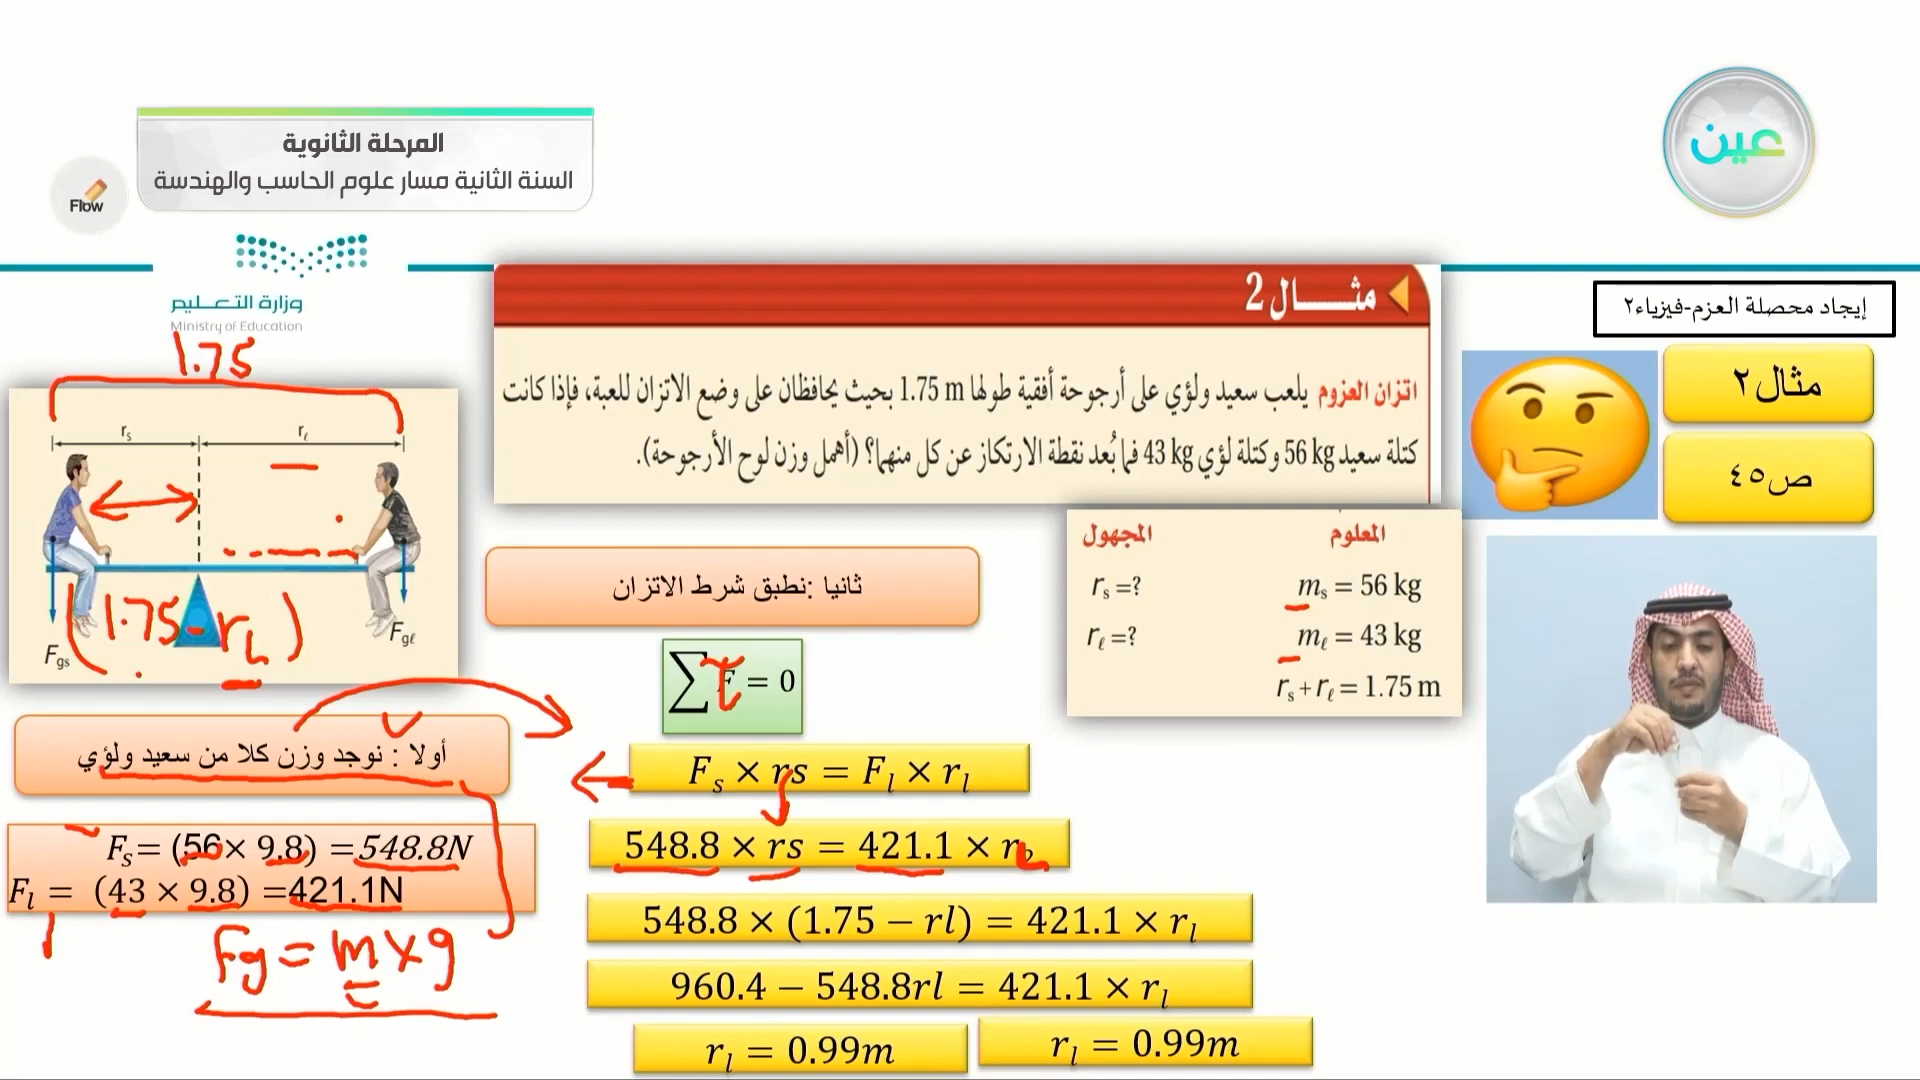 المرحلة الثانوية
السنة الثانية مسار علوم الحاسب والهندسة
Flow
عين
وزارة التعليم
Ministry of Education
إيجاد محصلة العزم-فيزياء٢
مثال٢
ص٤٥
مثال 2
اتزان العزوم يلعب سعيد ولؤي على أرجوحة أفقية طولها 1.75 m بحيث يحافظان على وضع الاتزان للعبة، فإذا كانت
كتلة سعيد 56 kg وكتلة لؤي 43 kg فما بُعد نقطة الارتكاز عن كل منهما؟ (أهمل وزن لوح الأرجوحة).
المعلوم المجهول
mₛ = 56 kg rₛ =?
mℓ = 43 kg rℓ =?
rₛ + rℓ = 1.75 m
1.75
rₛ rℓ
(1.75 - rL)
Fgs Fgℓ
أولا : نوجد وزن كلا من سعيد ولؤي
Fₛ= (56× 9.8) =548.8N
Fₗ = (43 × 9.8) =421.1N
Fg = m x g
ثانيا :نطبق شرط الاتزان
∑τ = 0
Fₛ × rs = Fₗ × rₗ
548.8 × rs = 421.1 × rL
548.8 × (1.75 − rl) = 421.1 × rₗ
960.4 − 548.8rl = 421.1 × rₗ
rₗ = 0.99m rₗ = 0.99m